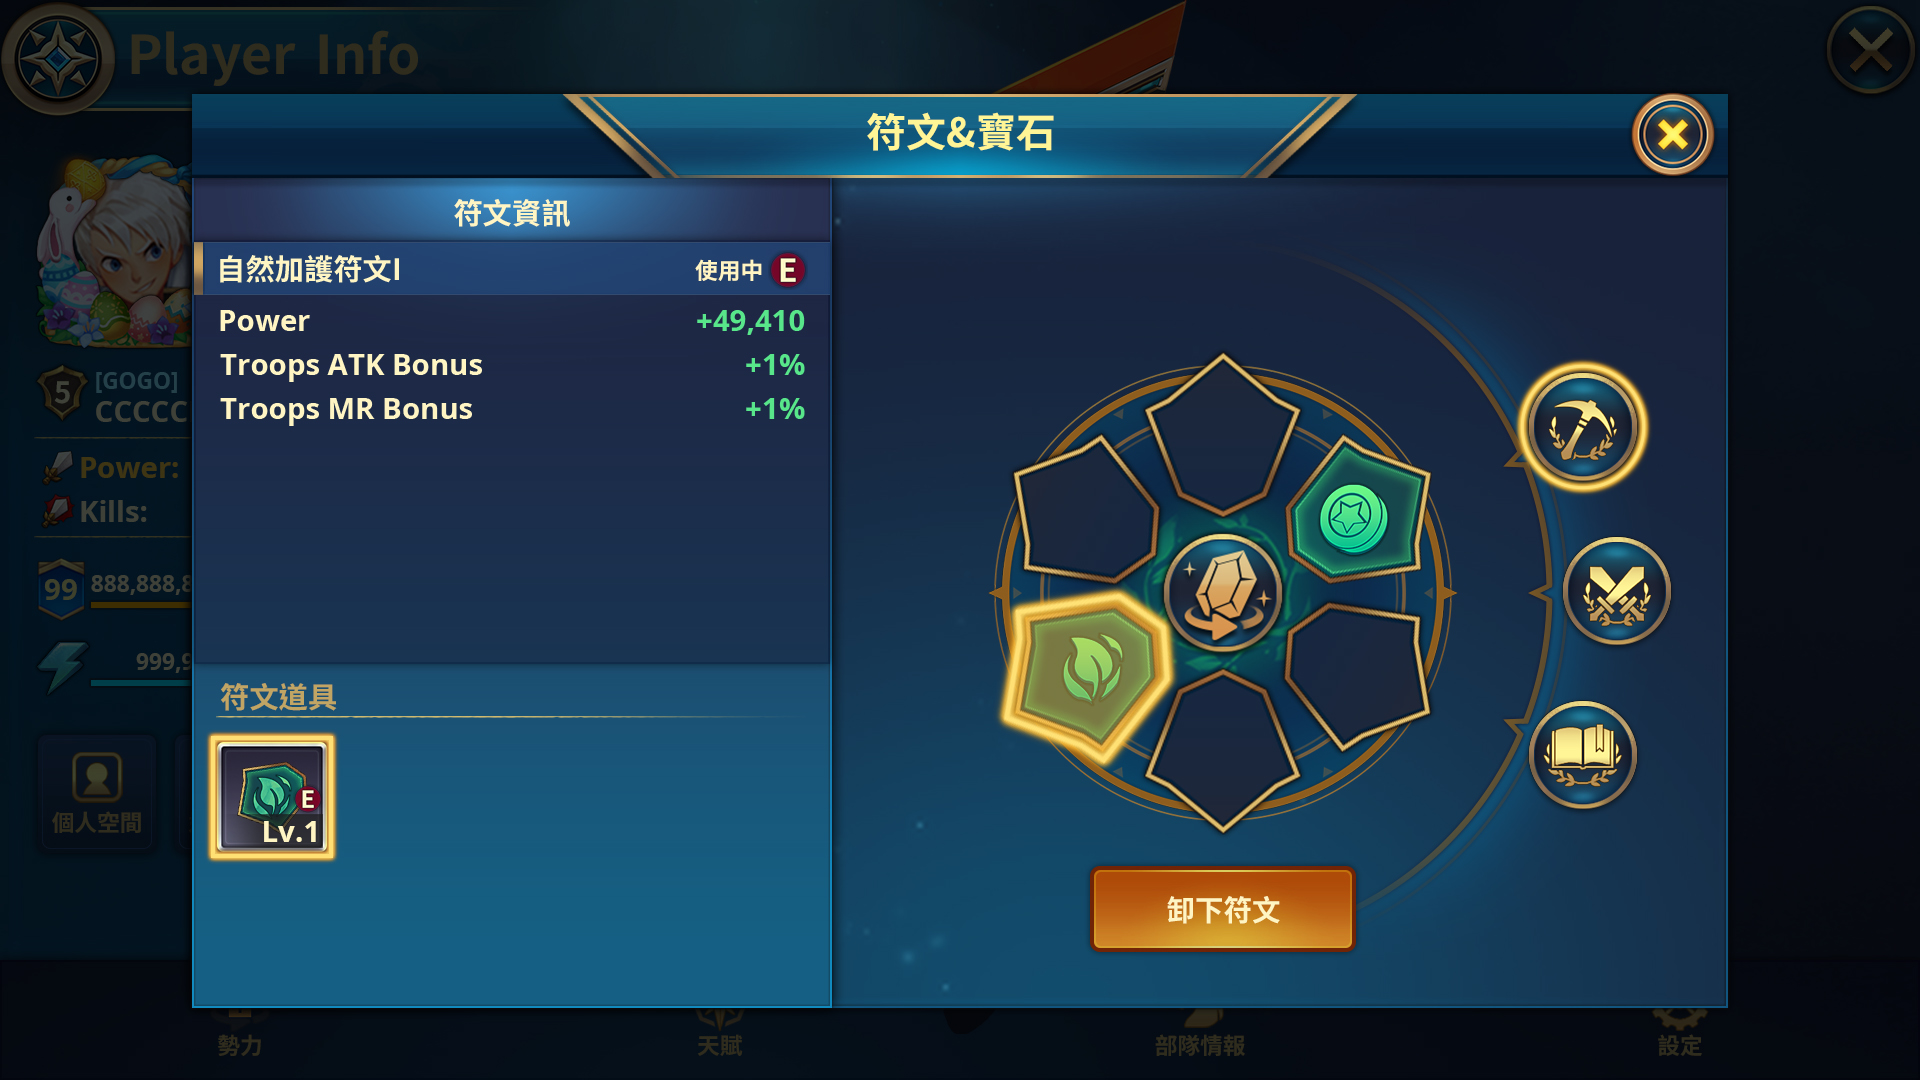 Player Info
符文&寶石
符文資訊
自然加護符文I
使用中 E
Power +49,410
Troops ATK Bonus +1%
Troops MR Bonus +1%
符文道具
E
Lv.1
卸下符文
5
[GOGO]
CCCCC
Power:
Kills:
99
888,888,8
999,9
個人空間
勢力
天賦
部隊情報
設定